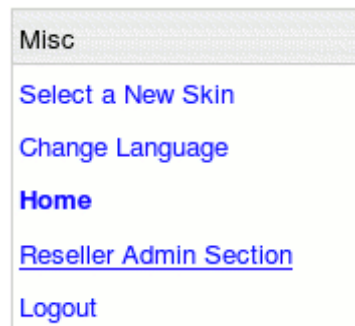 Misc
Select a New Skin
Change Language
Home
Reseller Admin Section
Logout